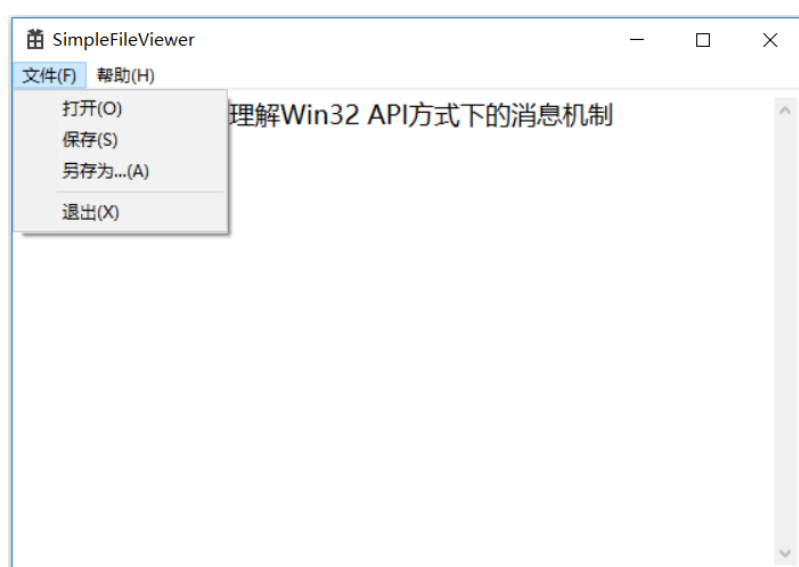 SimpleFileViewer
文件(F) 帮助(H)
打开(O)
理解Win32 API方式下的消息机制
保存(S)
另存为...(A)
退出(X)